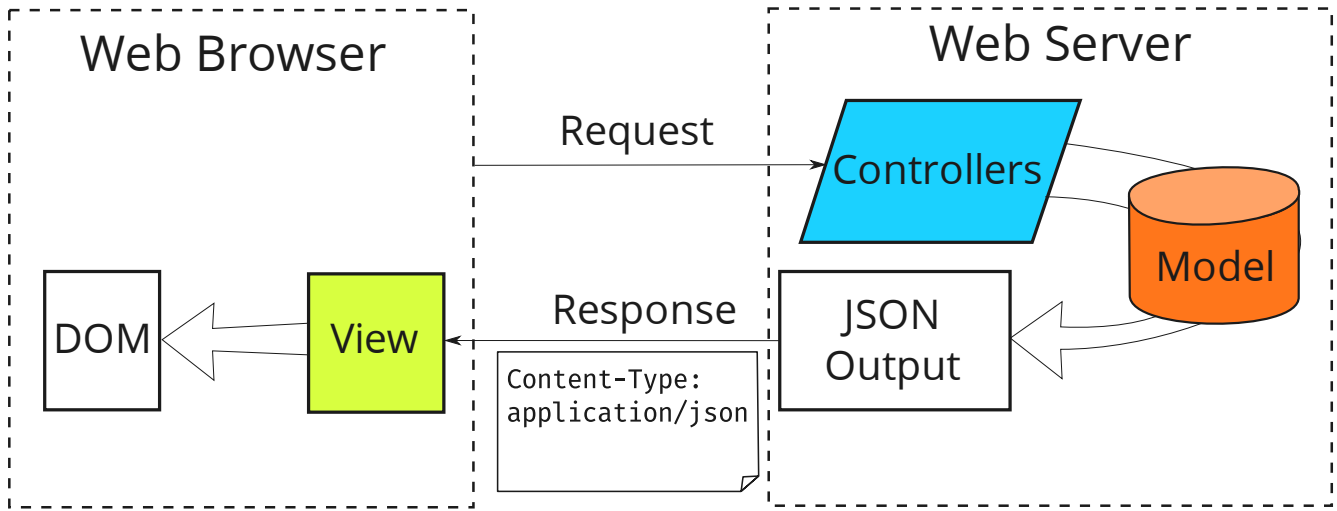 Web Browser
Web Server
Request
Controllers
Model
DOM
View
Response
JSON
Output
Content-Type:
application/json